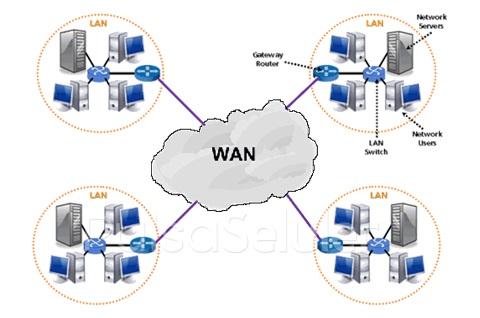 LAN
LAN
Network
Servers
Gateway
Router
WAN
LAN
Switch
Network
Users
LAN
LAN